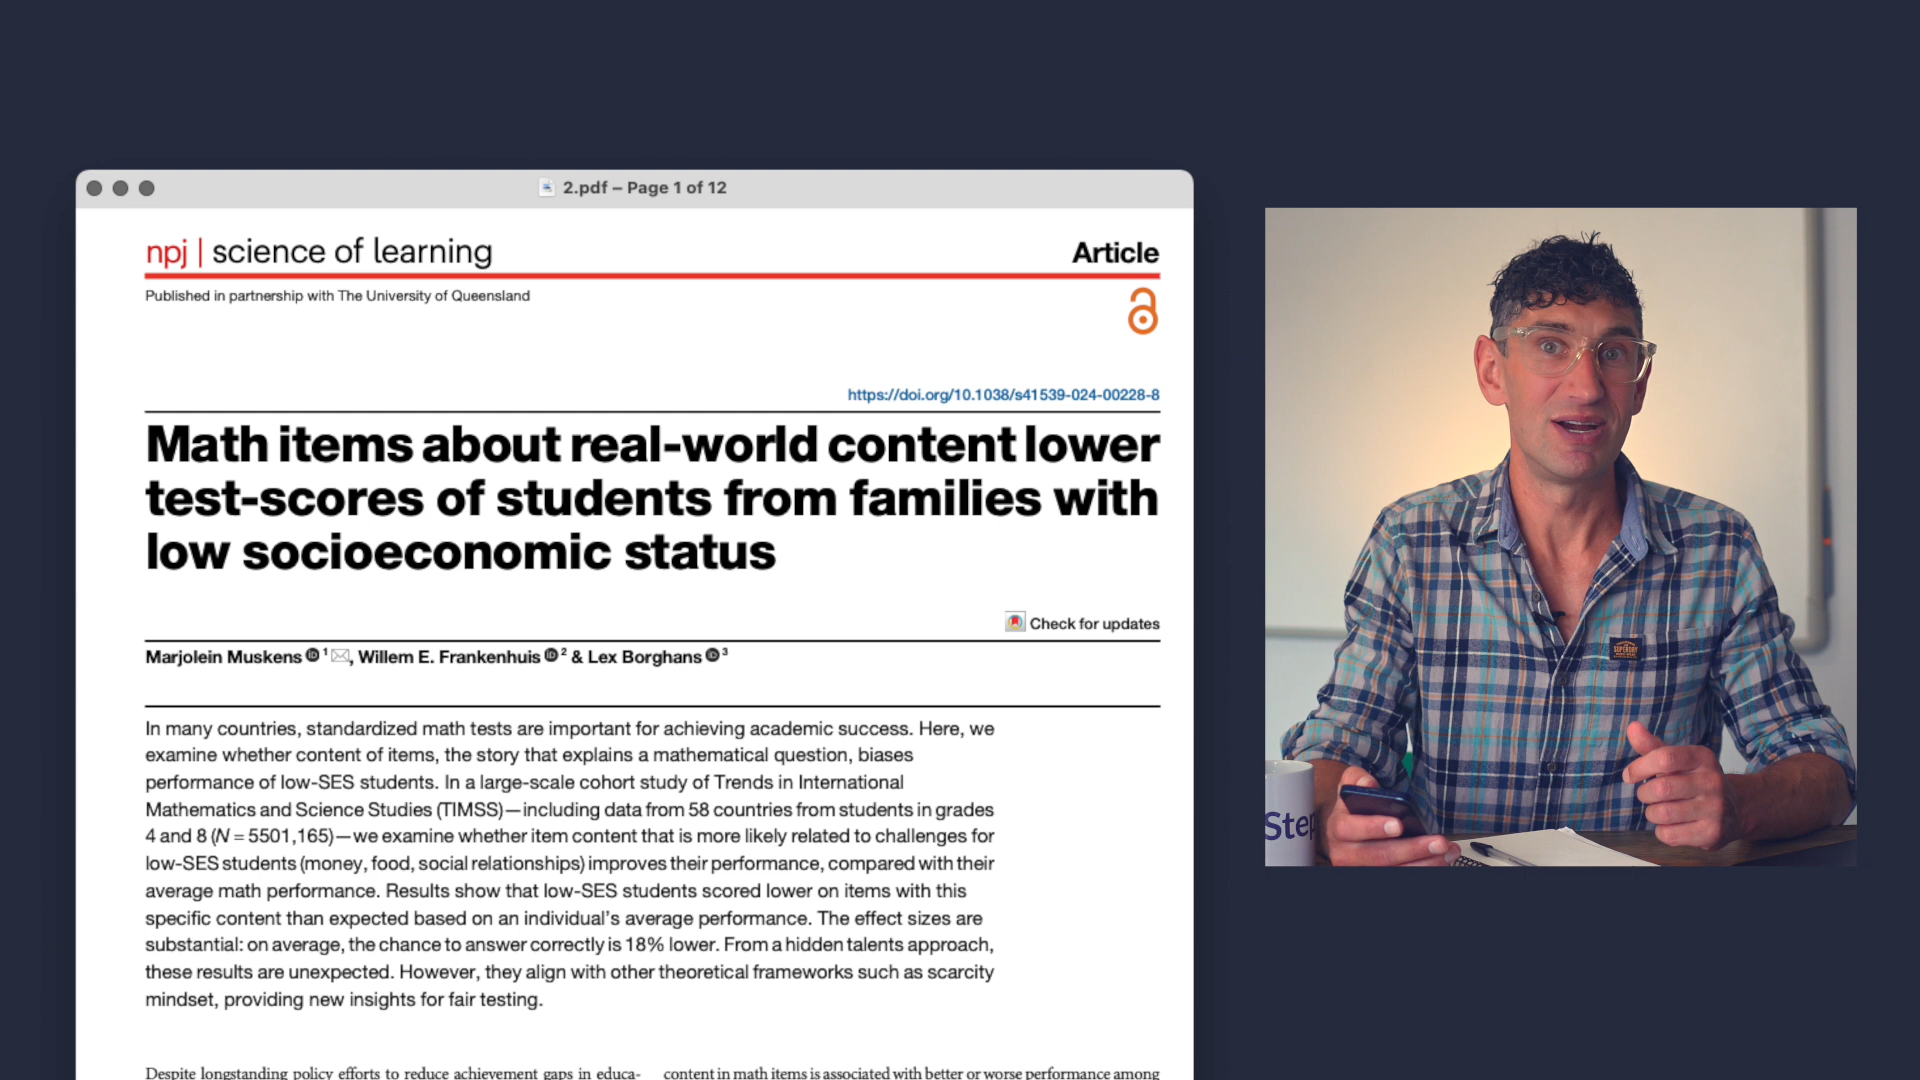 2.pdf – Page 1 of 12
npj | science of learning
Article
Published in partnership with The University of Queensland
https://doi.org/10.1038/s41539-024-00228-8
Math items about real-world content lower
test-scores of students from families with
low socioeconomic status
Check for updates
Marjolein Muskens 1, Willem E. Frankenhuis 2 & Lex Borghans 3
In many countries, standardized math tests are important for achieving academic success. Here, we
examine whether content of items, the story that explains a mathematical question, biases
performance of low-SES students. In a large-scale cohort study of Trends in International
Mathematics and Science Studies (TIMSS)—including data from 58 countries from students in grades
4 and 8 (N = 5501,165)—we examine whether item content that is more likely related to challenges for
low-SES students (money, food, social relationships) improves their performance, compared with their
average math performance. Results show that low-SES students scored lower on items with this
specific content than expected based on an individual's average performance. The effect sizes are
substantial: on average, the chance to answer correctly is 18% lower. From a hidden talents approach,
these results are unexpected. However, they align with other theoretical frameworks such as scarcity
mindset, providing new insights for fair testing.
Despite longstanding policy efforts to reduce achievement gaps in educa-
content in math items is associated with better or worse performance among
SUPERDRY
Step